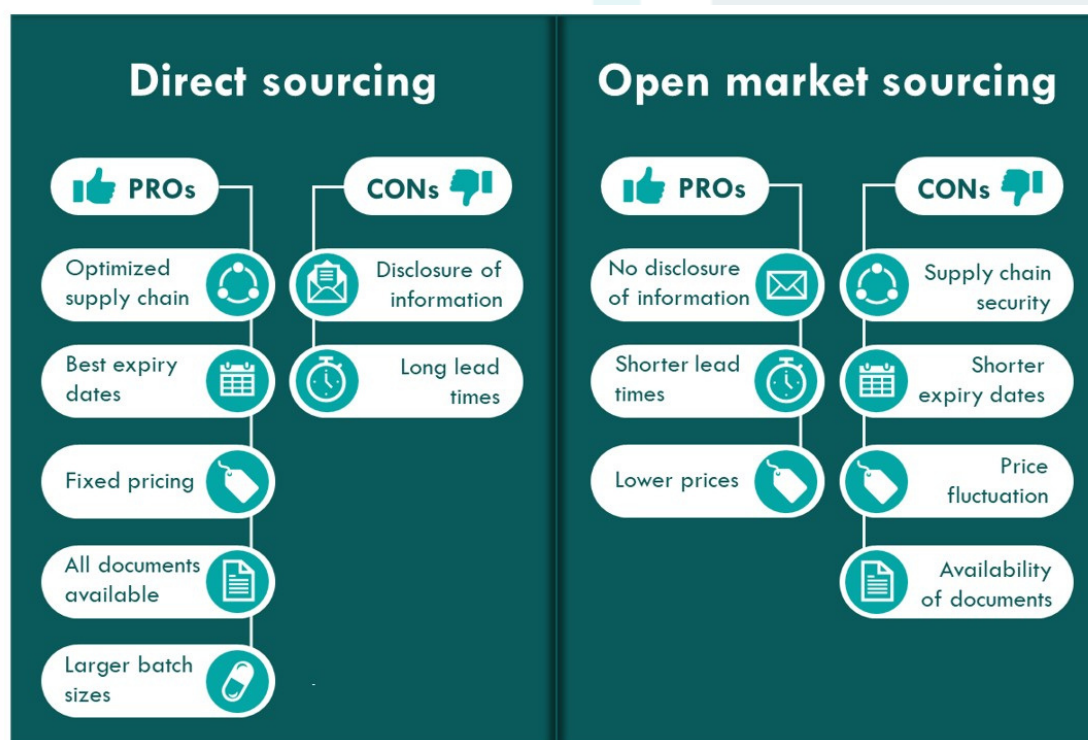 Direct sourcing
PROs
Optimized
supply chain
Best expiry
dates
Fixed pricing
All documents
available
Larger batch
sizes
CONs
Disclosure of
information
Long lead
times
Open market sourcing
PROs
No disclosure
of information
Shorter lead
times
Lower prices
CONs
Supply chain
security
Shorter
expiry dates
Price
fluctuation
Availability
of documents